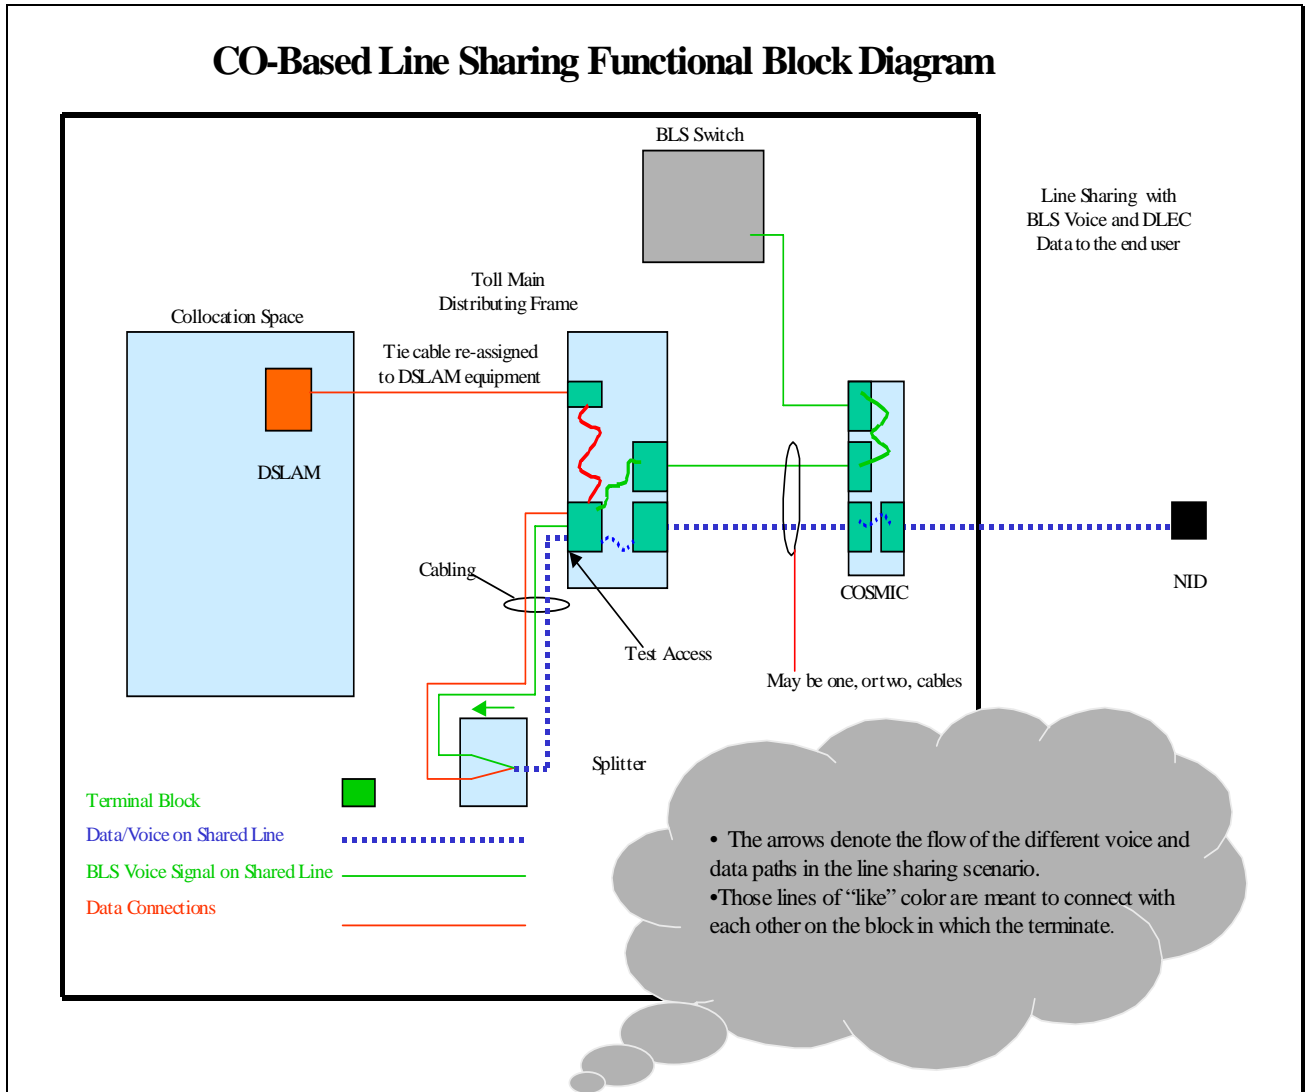 CO-Based Line Sharing Functional Block Diagram
BLS Switch
Line Sharing with
BLS Voice and DLEC
Data to the end user
Toll Main
Distributing Frame
Collocation Space
Tie cable re-assigned
to DSLAM equipment
DSLAM
Cabling
COSMIC
NID
Test Access
May be one, or two, cables
Splitter
Terminal Block
Data/Voice on Shared Line
BLS Voice Signal on Shared Line
Data Connections
• The arrows denote the flow of the different voice and
data paths in the line sharing scenario.
•Those lines of “like” color are meant to connect with
each other on the block in which the terminate.